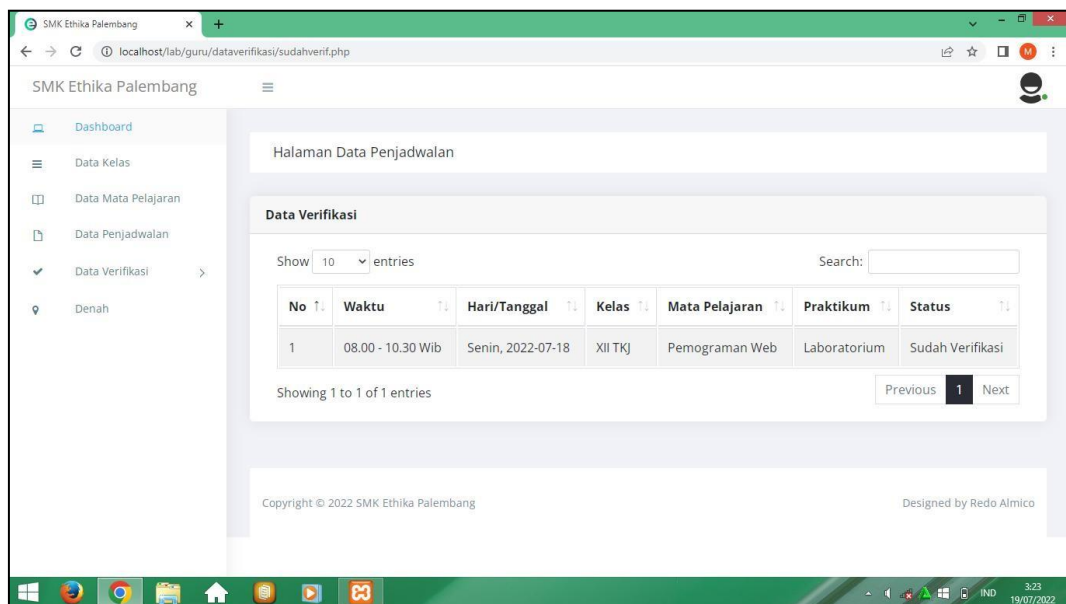 SMK Ethika Palembang
localhost/lab/guru/dataverifikasi/sudahverif.php
M
SMK Ethika Palembang
Dashboard
Data Kelas
Data Mata Pelajaran
Data Penjadwalan
Data Verifikasi
Denah
Halaman Data Penjadwalan
Data Verifikasi
Show 10 entries Search:
No Waktu Hari/Tanggal Kelas Mata Pelajaran Praktikum Status
1 08.00 - 10.30 Wib Senin, 2022-07-18 XII TKJ Pemograman Web Laboratorium Sudah Verifikasi
Showing 1 to 1 of 1 entries Previous 1 Next
Copyright © 2022 SMK Ethika Palembang Designed by Redo Almico
IND 3:23
19/07/2022